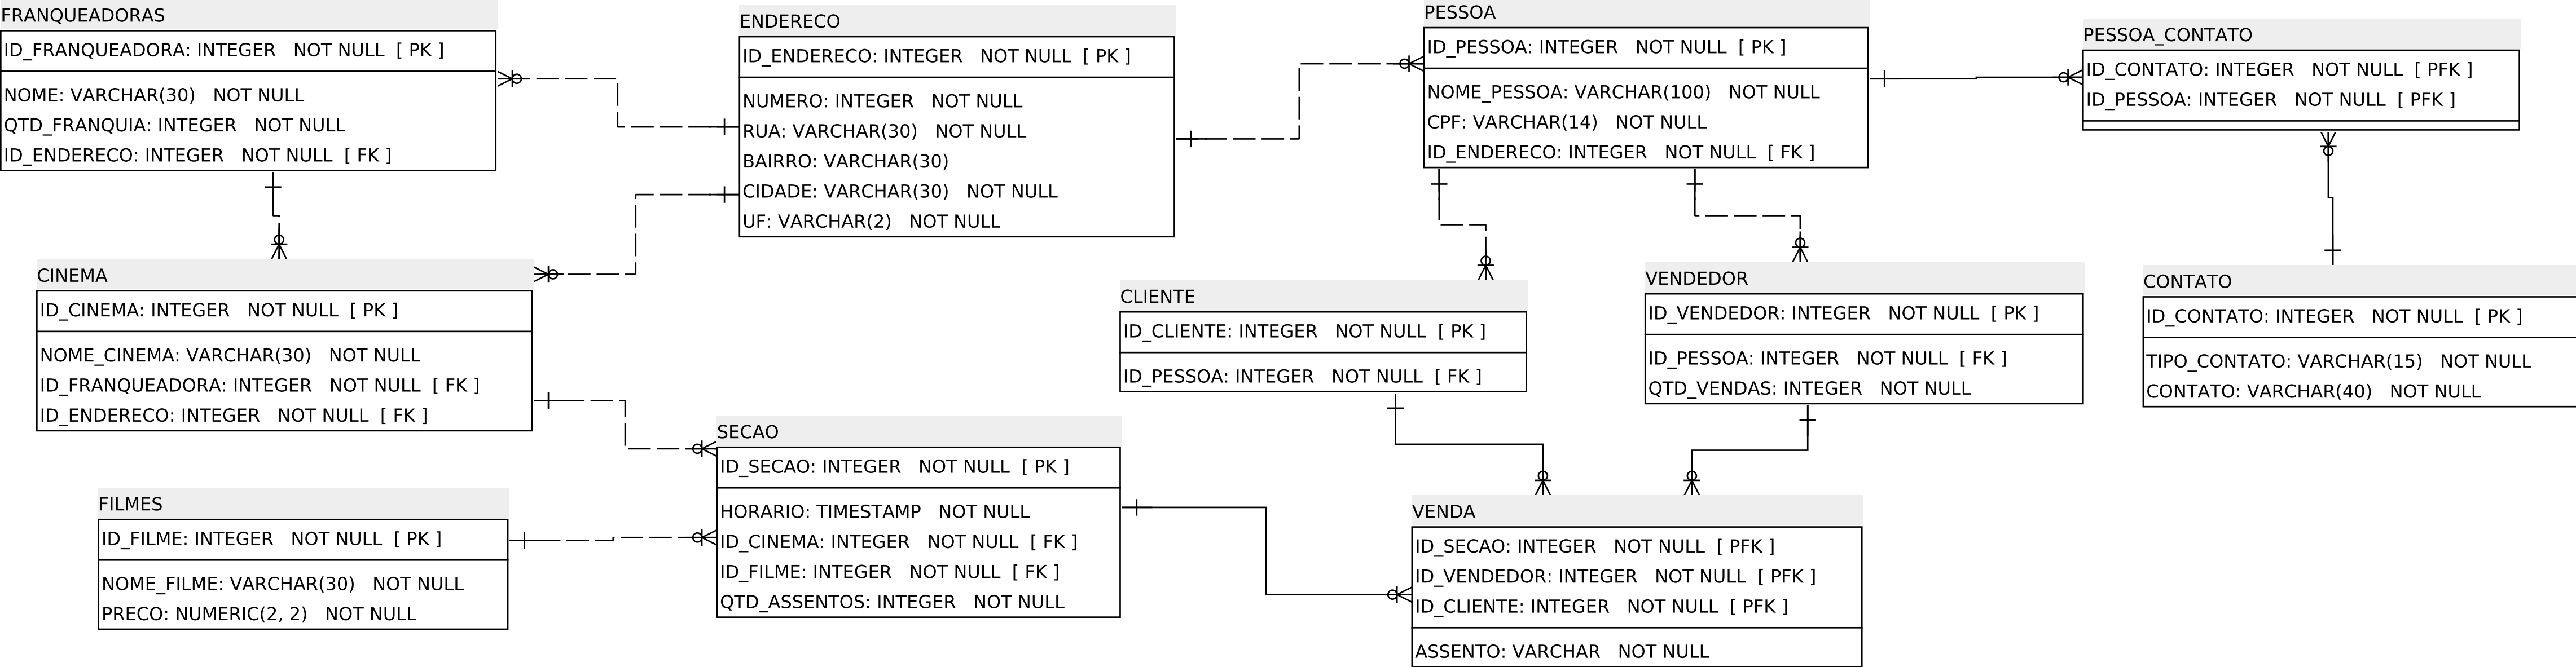 FRANQUEADORAS
ID_FRANQUEADORA: INTEGER NOT NULL [ PK ]
NOME: VARCHAR(30) NOT NULL
QTD_FRANQUIA: INTEGER NOT NULL
ID_ENDERECO: INTEGER NOT NULL [ FK ]
ENDERECO
ID_ENDERECO: INTEGER NOT NULL [ PK ]
NUMERO: INTEGER NOT NULL
RUA: VARCHAR(30) NOT NULL
BAIRRO: VARCHAR(30)
CIDADE: VARCHAR(30) NOT NULL
UF: VARCHAR(2) NOT NULL
PESSOA
ID_PESSOA: INTEGER NOT NULL [ PK ]
NOME_PESSOA: VARCHAR(100) NOT NULL
CPF: VARCHAR(14) NOT NULL
ID_ENDERECO: INTEGER NOT NULL [ FK ]
PESSOA_CONTATO
ID_CONTATO: INTEGER NOT NULL [ PFK ]
ID_PESSOA: INTEGER NOT NULL [ PFK ]
CINEMA
ID_CINEMA: INTEGER NOT NULL [ PK ]
NOME_CINEMA: VARCHAR(30) NOT NULL
ID_FRANQUEADORA: INTEGER NOT NULL [ FK ]
ID_ENDERECO: INTEGER NOT NULL [ FK ]
CLIENTE
ID_CLIENTE: INTEGER NOT NULL [ PK ]
ID_PESSOA: INTEGER NOT NULL [ FK ]
VENDEDOR
ID_VENDEDOR: INTEGER NOT NULL [ PK ]
ID_PESSOA: INTEGER NOT NULL [ FK ]
QTD_VENDAS: INTEGER NOT NULL
CONTATO
ID_CONTATO: INTEGER NOT NULL [ PK ]
TIPO_CONTATO: VARCHAR(15) NOT NULL
CONTATO: VARCHAR(40) NOT NULL
FILMES
ID_FILME: INTEGER NOT NULL [ PK ]
NOME_FILME: VARCHAR(30) NOT NULL
PRECO: NUMERIC(2, 2) NOT NULL
SECAO
ID_SECAO: INTEGER NOT NULL [ PK ]
HORARIO: TIMESTAMP NOT NULL
ID_CINEMA: INTEGER NOT NULL [ FK ]
ID_FILME: INTEGER NOT NULL [ FK ]
QTD_ASSENTOS: INTEGER NOT NULL
VENDA
ID_SECAO: INTEGER NOT NULL [ PFK ]
ID_VENDEDOR: INTEGER NOT NULL [ PFK ]
ID_CLIENTE: INTEGER NOT NULL [ PFK ]
ASSENTO: VARCHAR NOT NULL